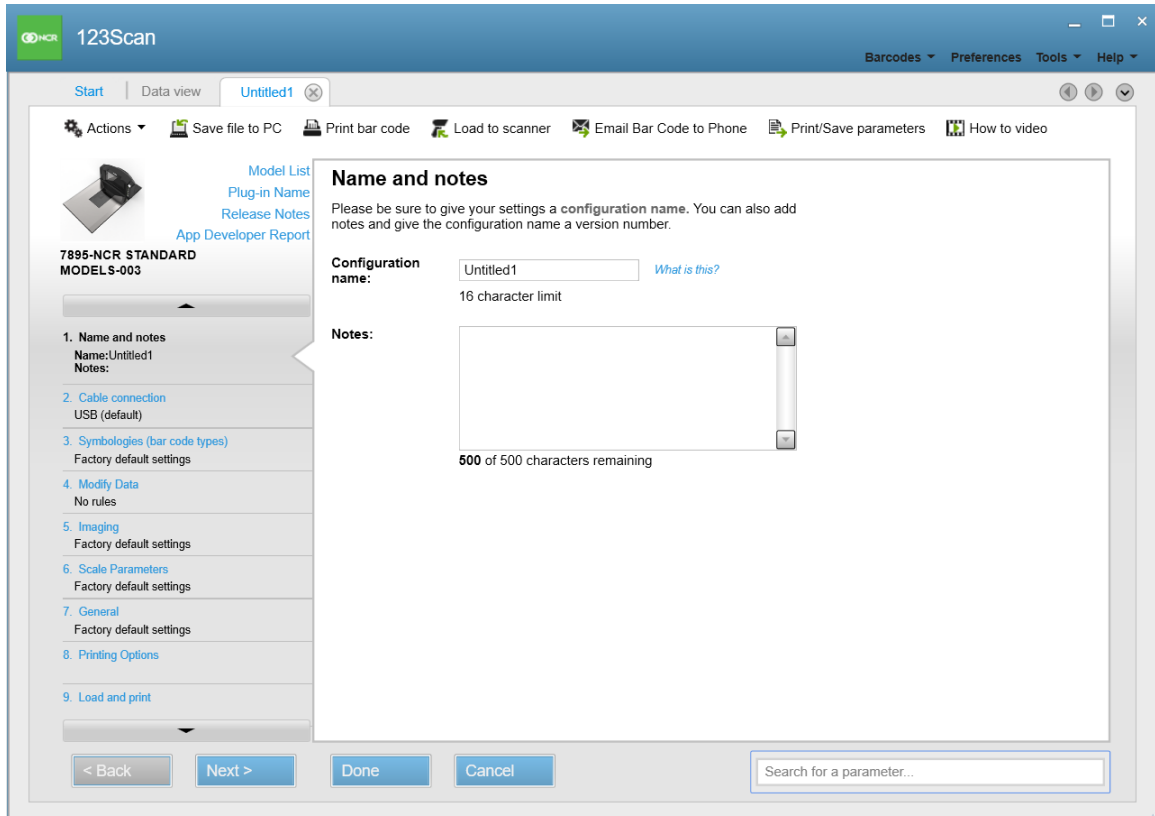 NCR
123Scan
Barcodes Preferences Tools Help
Start Data view Untitled1
Actions Save file to PC Print bar code Load to scanner Email Bar Code to Phone Print/Save parameters How to video
Model List
Plug-in Name
Release Notes
App Developer Report
7895-NCR STANDARD
MODELS-003
1. Name and notes
Name:Untitled1
Notes:
2. Cable connection
USB (default)
3. Symbologies (bar code types)
Factory default settings
4. Modify Data
No rules
5. Imaging
Factory default settings
6. Scale Parameters
Factory default settings
7. General
Factory default settings
8. Printing Options
9. Load and print
Name and notes
Please be sure to give your settings a configuration name. You can also add
notes and give the configuration name a version number.
Configuration
name:
Untitled1 What is this?
16 character limit
Notes:
500 of 500 characters remaining
< Back Next > Done Cancel Search for a parameter...